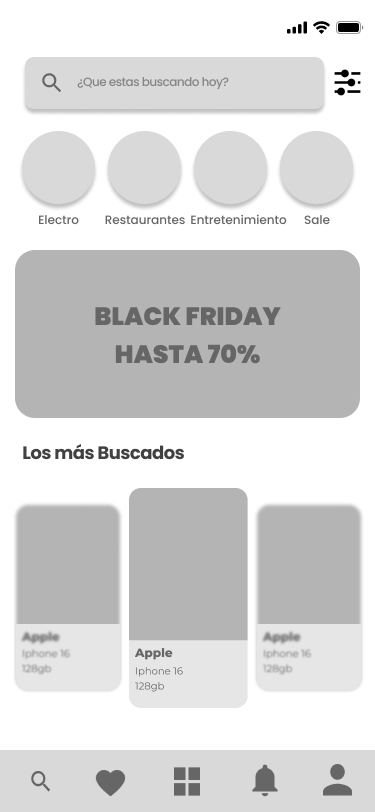 ¿Que estas buscando hoy?
Electro
Restaurantes
Entretenimiento
Sale
BLACK FRIDAY
HASTA 70%
Los más Buscados
Apple
Iphone 16
128gb
Apple
Iphone 16
128gb
Apple
Iphone 16
128gb